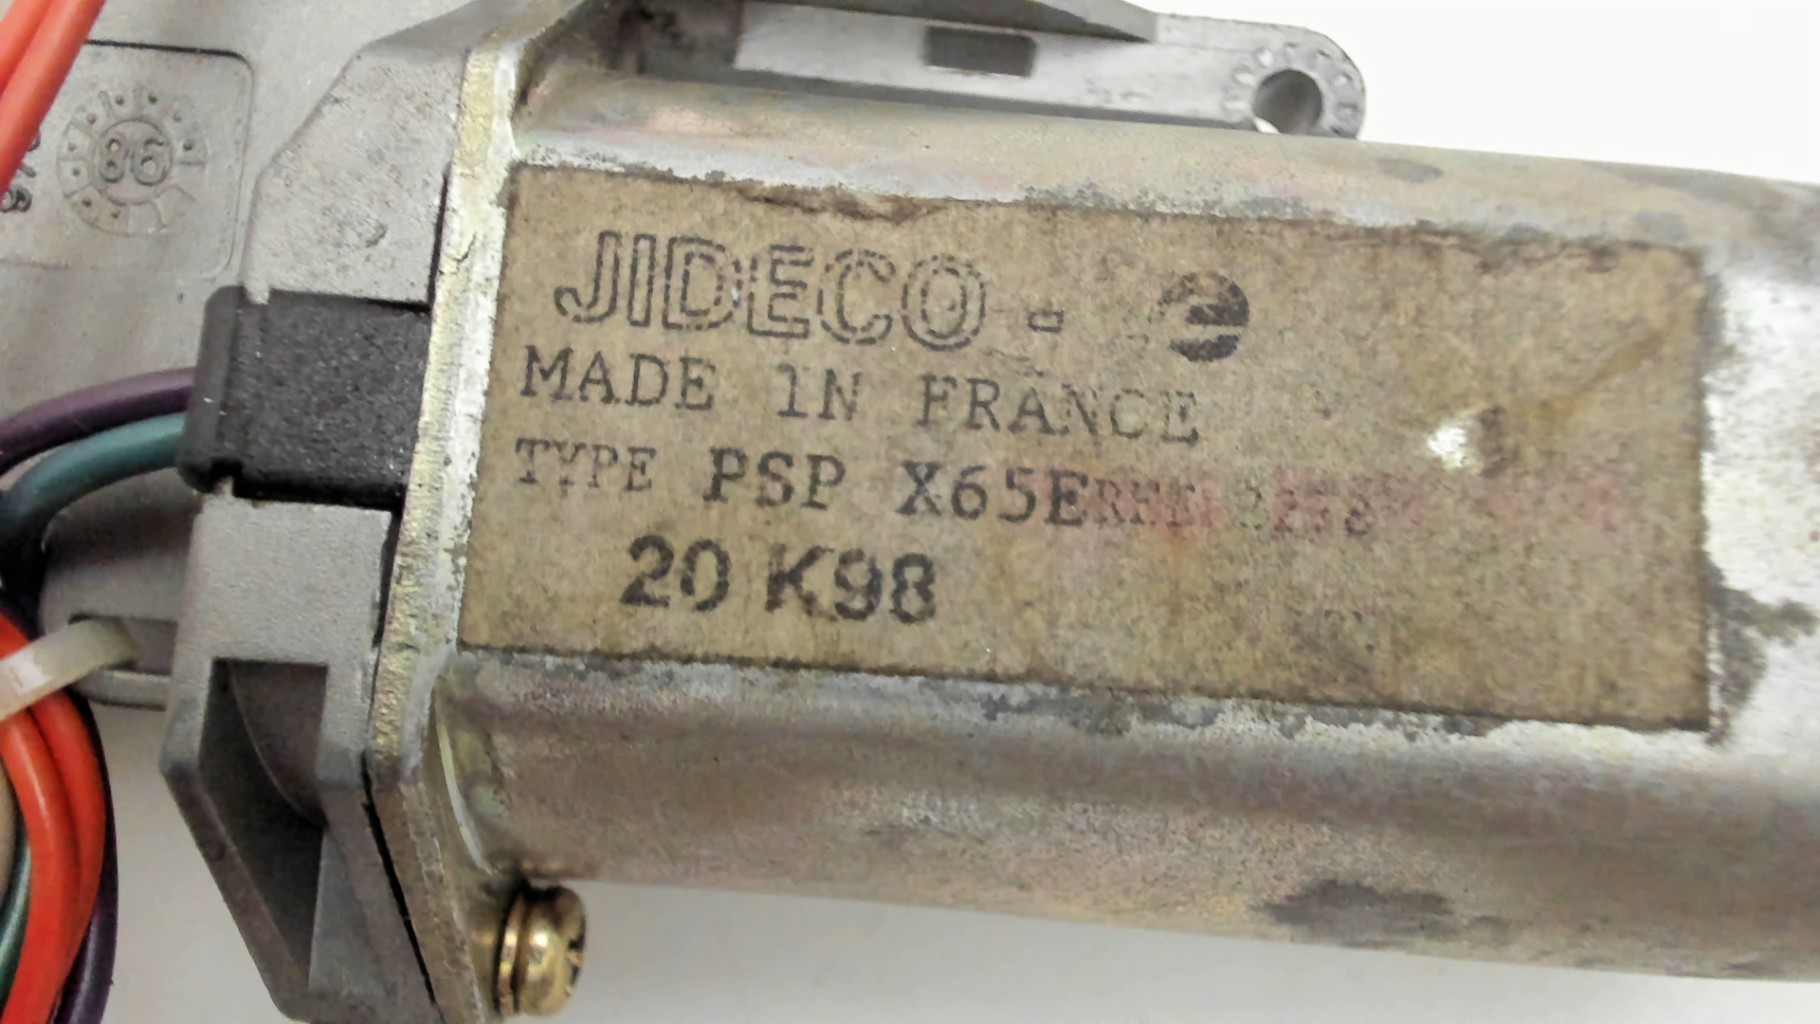 86
JIDECO -
MADE IN FRANCE
TYPE PSP X65E
20 K98